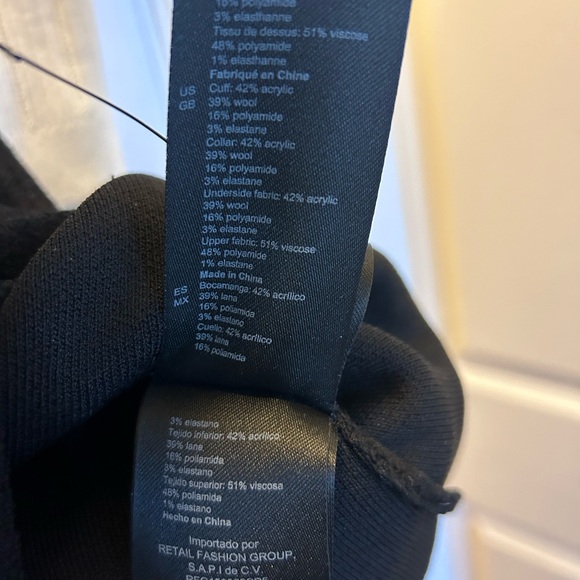 16% polyamide
3% elasthanne
Tissu de dessus: 51% viscose
48% polyamide
1% elasthanne
Fabriqué en Chine
US GB
Cuff: 42% acrylic
39% wool
16% polyamide
3% elastane
Collar: 42% acrylic
39% wool
16% polyamide
3% elastane
Underside fabric: 42% acrylic
39% wool
16% polyamide
3% elastane
Upper fabric: 51% viscose
48% polyamide
1% elastane
Made in China
ES MX
Bocamanga: 42% acrílico
39% lana
16% poliamida
3% elastano
Cuello: 42% acrílico
39% lana
16% poliamida
3% elastano
Tejido inferior: 42% acrílico
39% lana
16% poliamida
3% elastano
Tejido superior: 51% viscosa
48% poliamida
1% elastano
Hecho en China
Importado por
RETAIL FASHION GROUP,
S.A.P.I de C.V.